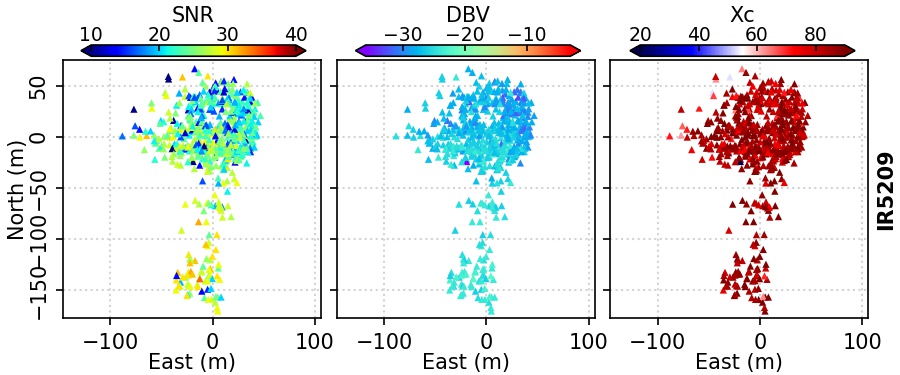 SNR DBV Xc
10 20 30 40 −30 −20 −10 20 40 60 80
50
0
−50
−100
−150
North (m)
−100 0 100 −100 0 100 −100 0 100
East (m) East (m) East (m)
IR5209